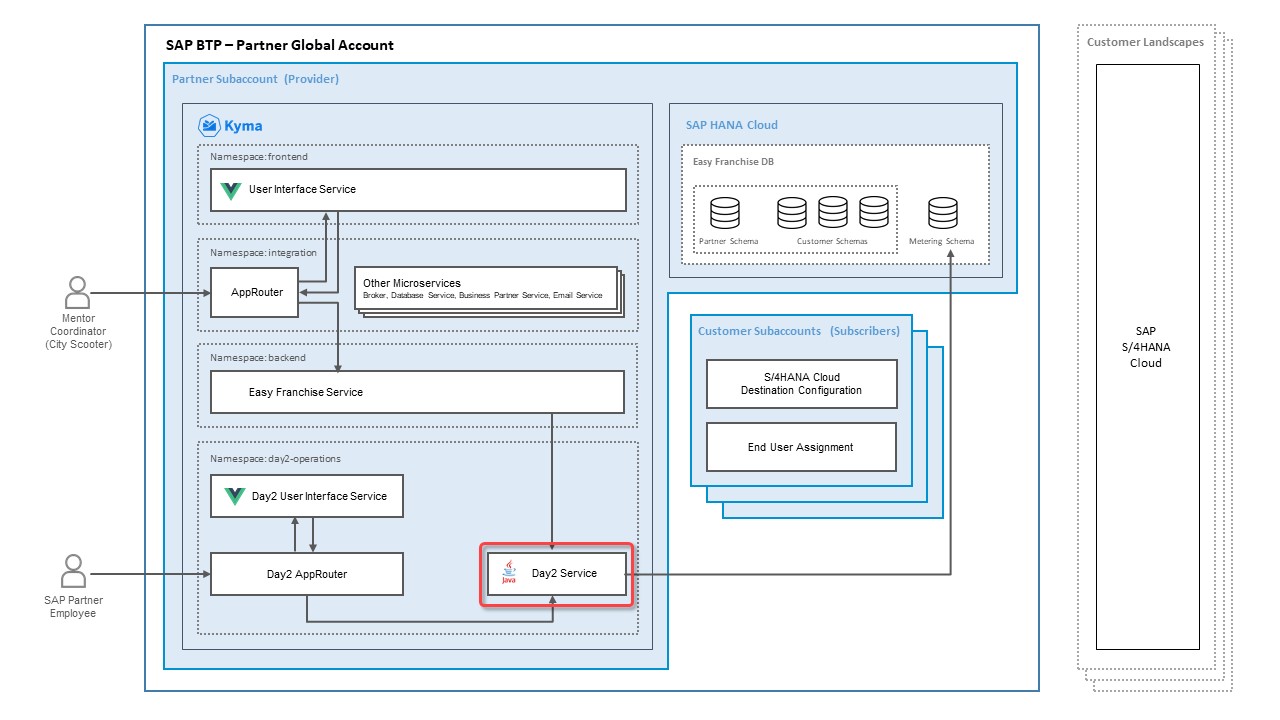 SAP BTP – Partner Global Account
Partner Subaccount (Provider)
Kyma
Namespace: frontend
User Interface Service
Namespace: integration
AppRouter
Other Microservices
Broker, Database Service, Business Partner Service, Email Service
Namespace: backend
Easy Franchise Service
Namespace: day2-operations
Day2 User Interface Service
Day2 AppRouter
Java
Day2 Service
Mentor
Coordinator
(City Scooter)
SAP Partner
Employee
SAP HANA Cloud
Easy Franchise DB
Partner Schema
Customer Schemas
Metering Schema
Customer Subaccounts (Subscribers)
S/4HANA Cloud
Destination Configuration
End User Assignment
Customer Landscapes
SAP
S/4HANA
Cloud